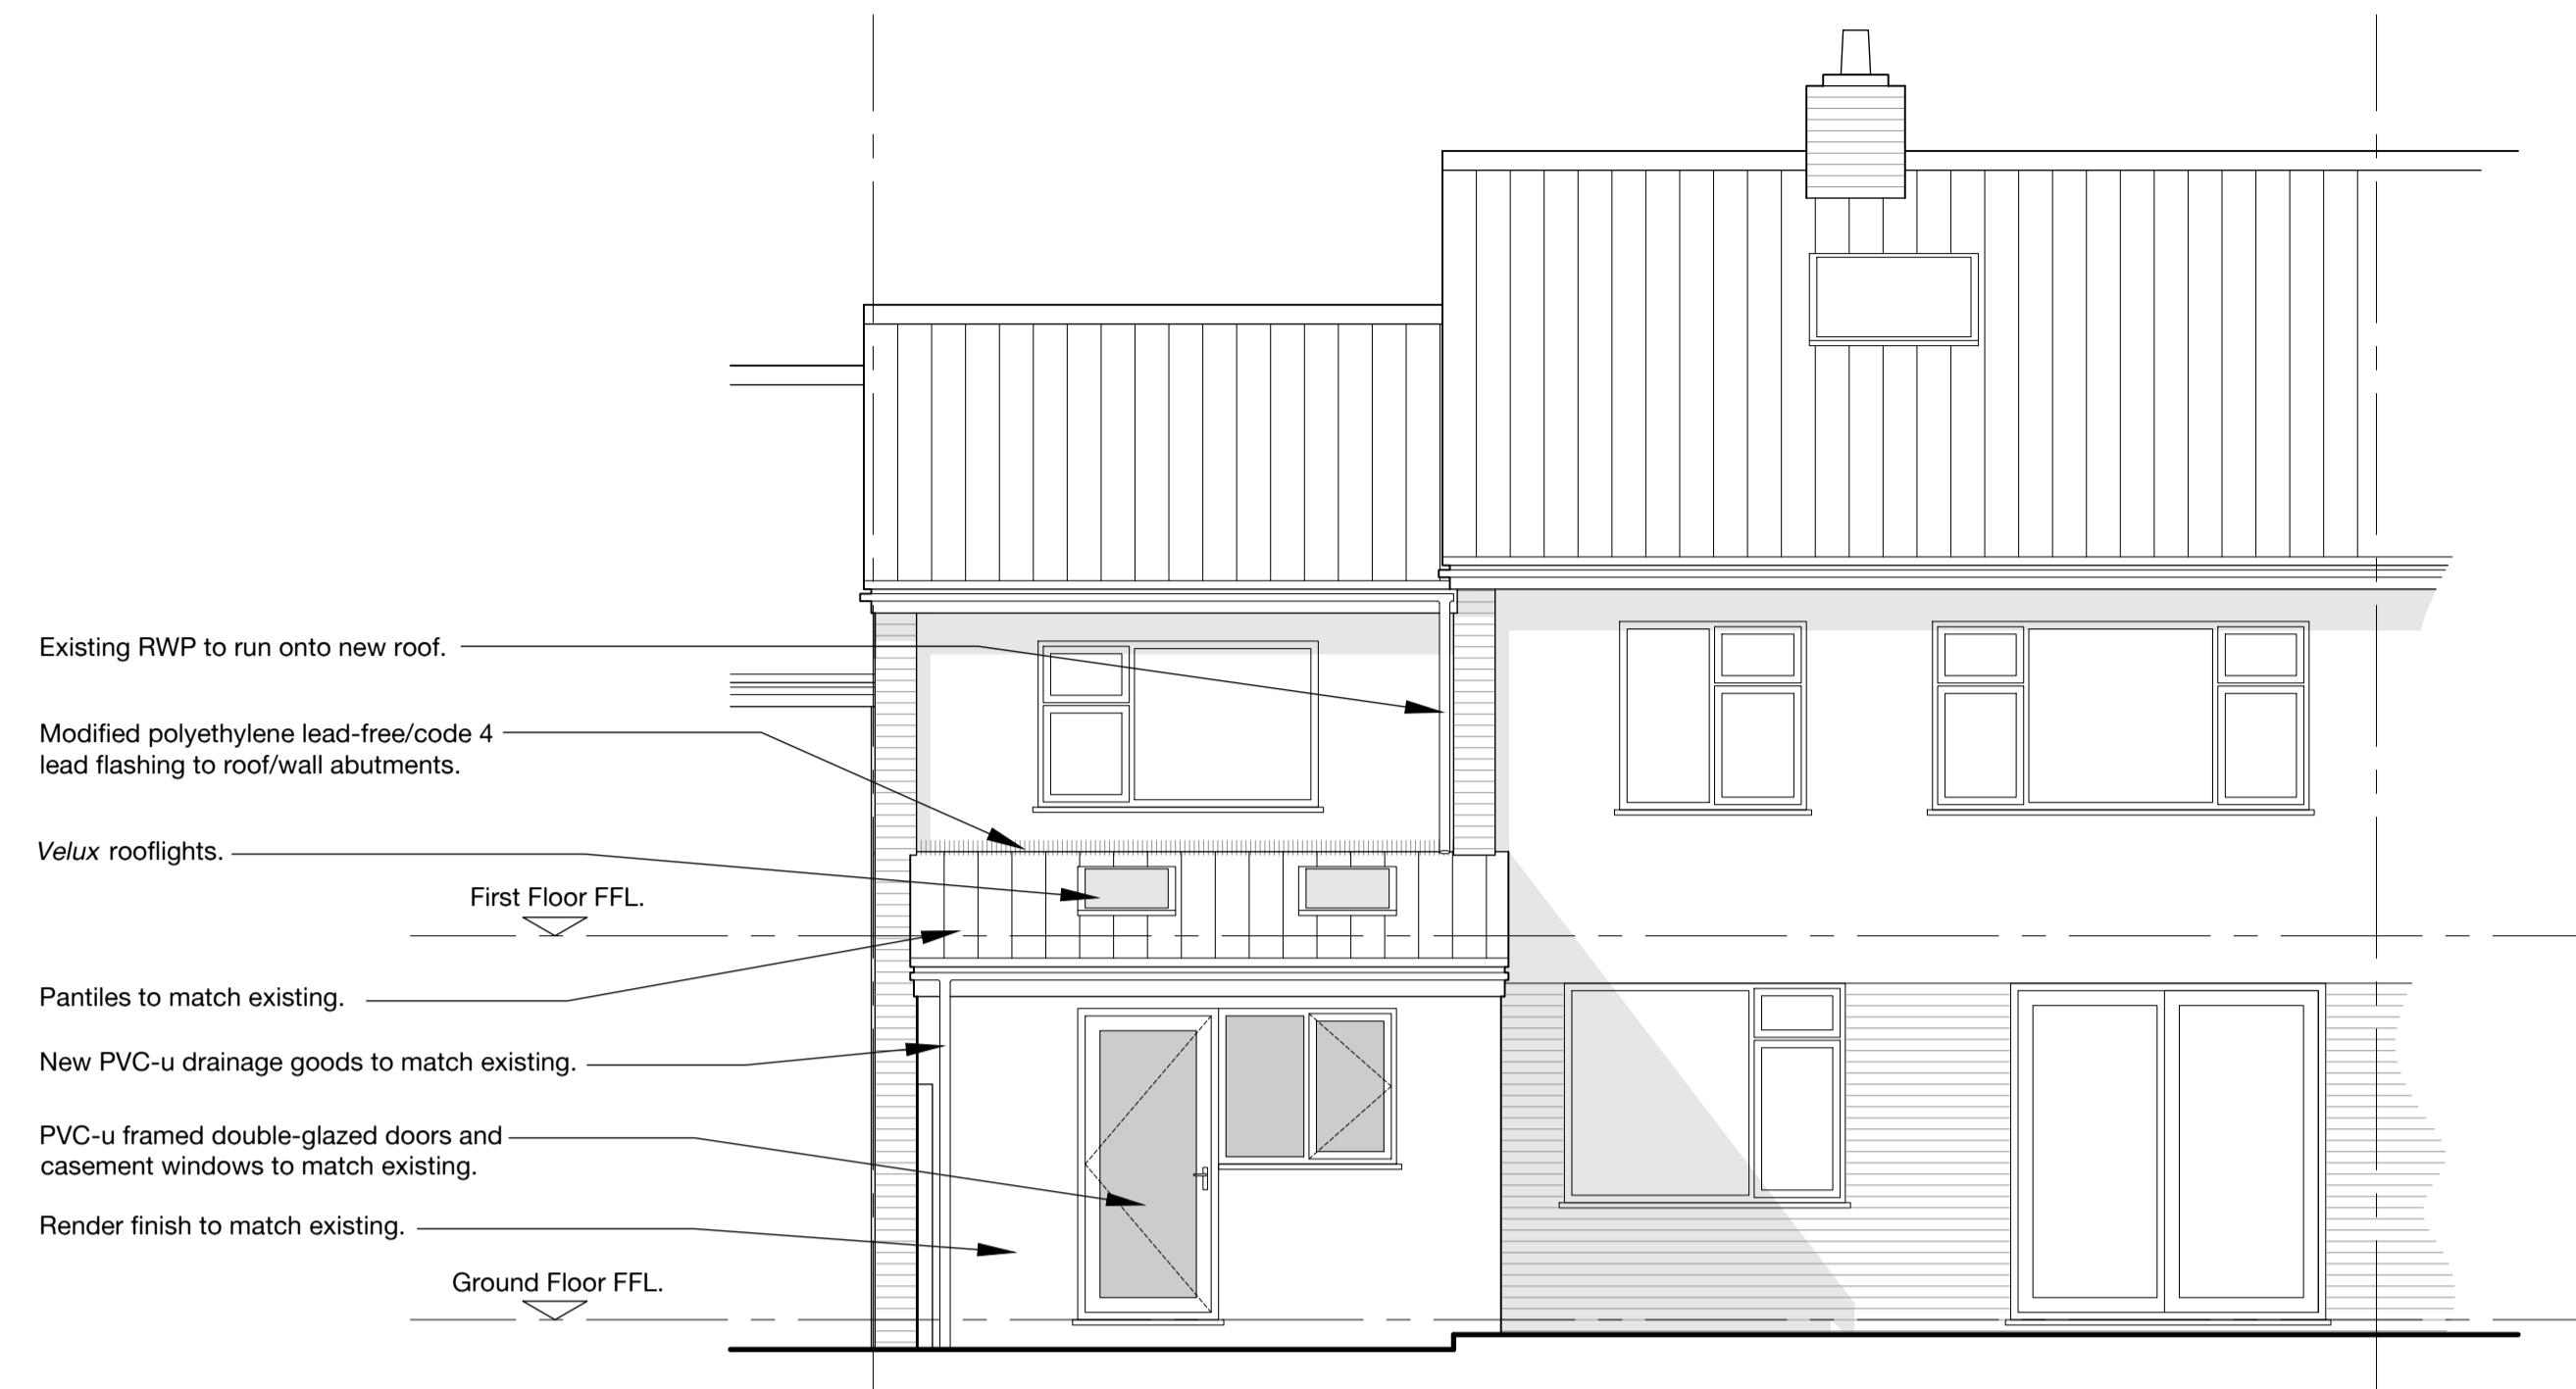 Existing RWP to run onto new roof.
Modified polyethylene lead-free/code 4
lead flashing to roof/wall abutments.
Velux rooflights.
First Floor FFL.
Pantiles to match existing.
New PVC-u drainage goods to match existing.
PVC-u framed double-glazed doors and
casement windows to match existing.
Render finish to match existing.
Ground Floor FFL.